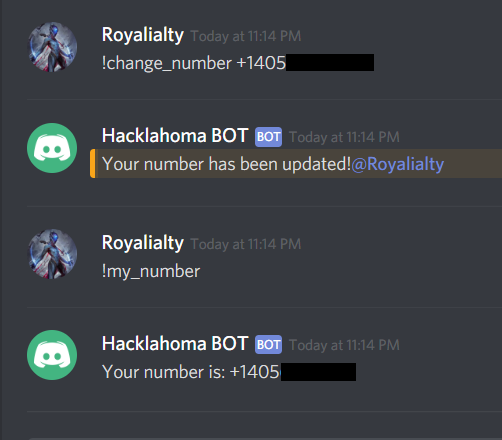 Royalialty Today at 11:14 PM
!change_number +1405
Hacklahoma BOT BOT Today at 11:14 PM
Your number has been updated!@Royalialty
Royalialty Today at 11:14 PM
!my_number
Hacklahoma BOT BOT Today at 11:14 PM
Your number is: +1405